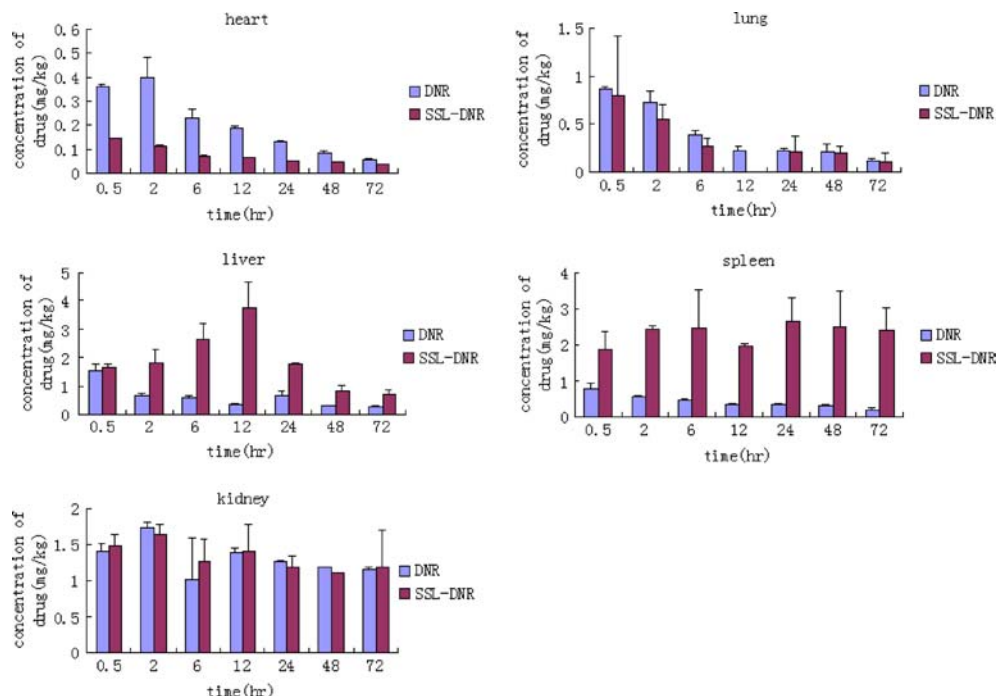 heart
concentration of
drug(mg/kg)
0.6
0.5
0.4
0.3
0.2
0.1
0
0.5 2 6 12 24 48 72
time(hr)
DNR
SSL-DNR
lung
concentration of
drug(mg/kg)
1.5
1
0.5
0
0.5 2 6 12 24 48 72
time(hr)
DNR
SSL-DNR
liver
concentration of
drug(mg/kg)
5
4
3
2
1
0
0.5 2 6 12 24 48 72
time(hr)
DNR
SSL-DNR
spleen
concentration of
drug(mg/kg)
4
3
2
1
0
0.5 2 6 12 24 48 72
time(hr)
DNR
SSL-DNR
kidney
concentration of
drug(mg/kg)
2
1.5
1
0.5
0
0.5 2 6 12 24 48 72
time(hr)
DNR
SSL-DNR